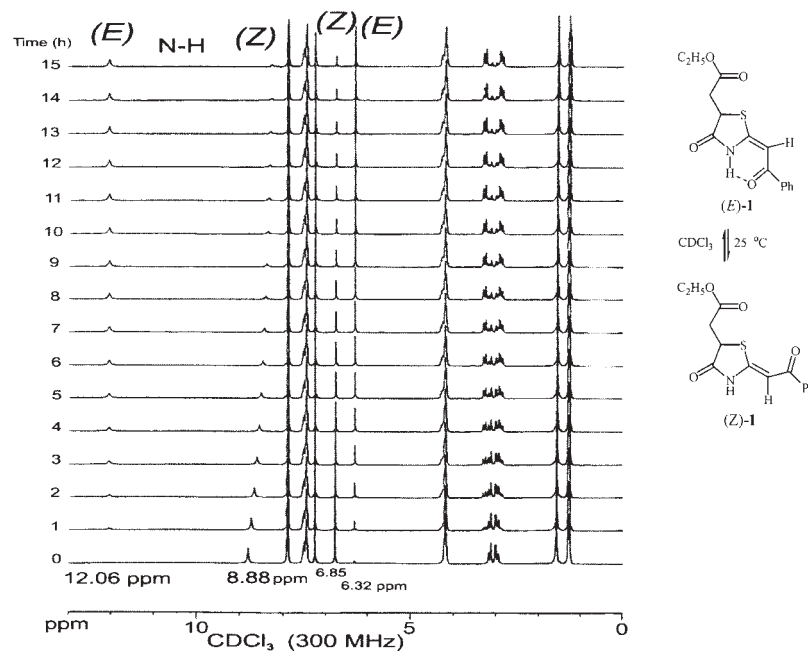 (E) N-H (Z) (Z) (E)
Time (h)
15
14
13
12
11
10
9
8
7
6
5
4
3
2
1
0
12.06 ppm 8.88 ppm 6.85
6.32 ppm
ppm 10 5 0
CDCl3 (300 MHz)
C2H5O
O
S
H
O
N
H
O
Ph
(E)-1
CDCl3 25 °C
C2H5O
O
S
O
O
NH
P
H
(Z)-1